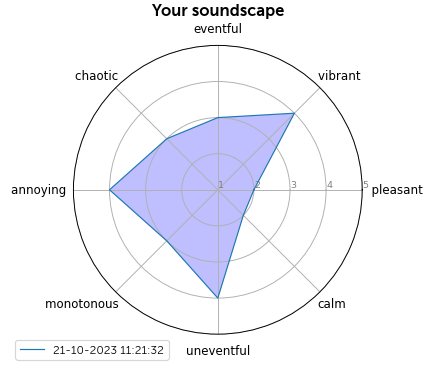 Your soundscape
eventful
chaotic
vibrant
annoying
1 2 3 4 5
pleasant
monotonous
calm
uneventful
21-10-2023 11:21:32